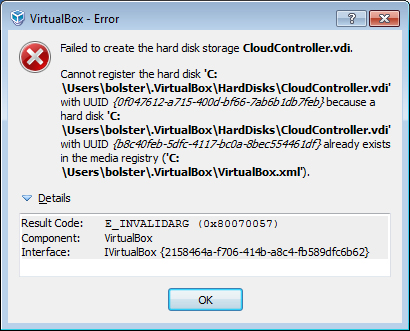 VirtualBox - Error
Failed to create the hard disk storage CloudController.vdi.
Cannot register the hard disk 'C:
\Users\bolster\.VirtualBox\HardDisks\CloudController.vdi'
with UUID {0f047612-a715-400d-bf66-7ab6b1db7feb} because a
hard disk 'C:
\Users\bolster\.VirtualBox\HardDisks\CloudController.vdi'
with UUID {b8c40feb-5dfc-4117-bc0a-8bec554461df} already exists
in the media registry ('C:
\Users\bolster\.VirtualBox\VirtualBox.xml').
Details
Result Code: E_INVALIDARG (0x80070057)
Component: VirtualBox
Interface: IVirtualBox {2158464a-f706-414b-a8c4-fb589dfc6b62}
OK